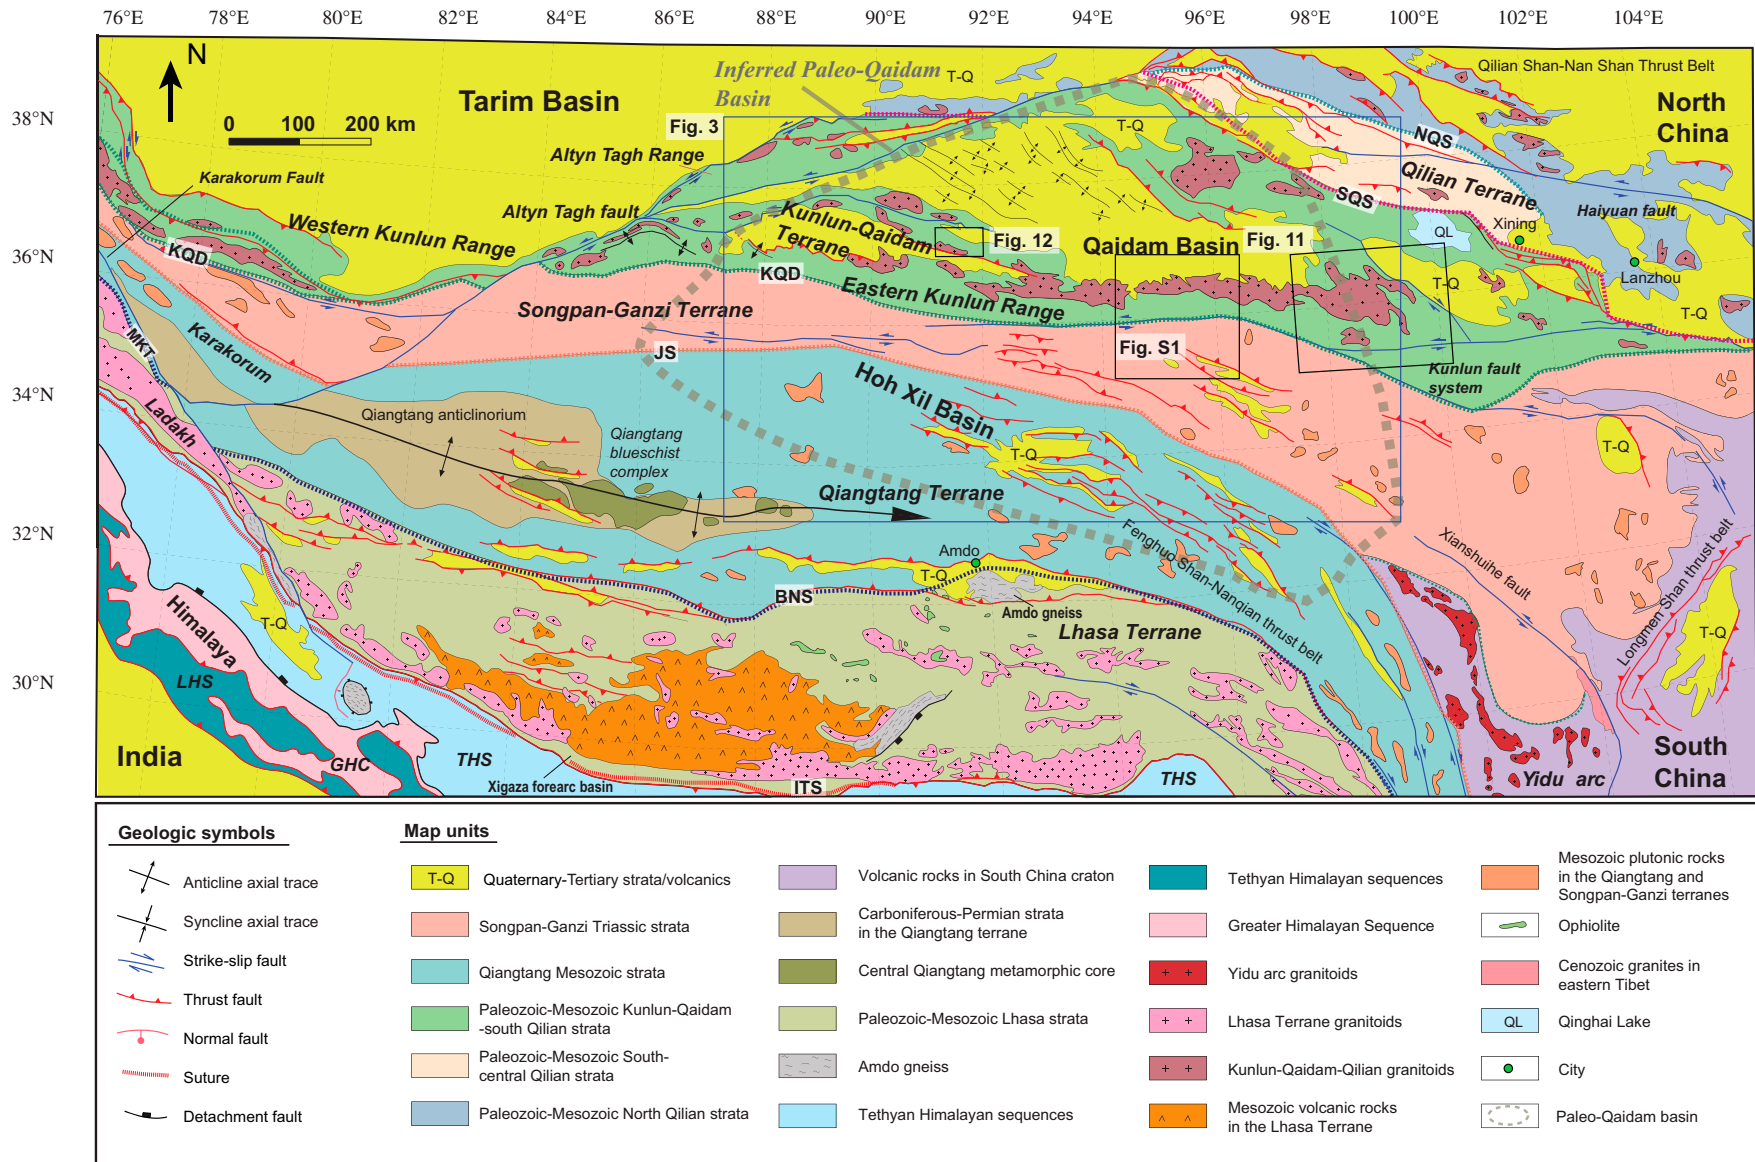 76°E 78°E 80°E 82°E 84°E 86°E 88°E 90°E 92°E 94°E 96°E 98°E 100°E 102°E 104°E
38°N
36°N
34°N
32°N
30°N
N
0 100 200 km
Tarim Basin
Inferred Paleo-Qaidam
Basin
T-Q
Qilian Shan-Nan Shan Thrust Belt
North
China
Fig. 3
T-Q
NQS
Altyn Tagh Range
Qilian Terrane
Karakorum Fault
SQS
Altyn Tagh fault
Kunlun-Qaidam
Terrane
Haiyuan fault
Xining
QL
Western Kunlun Range
Fig. 12
Qaidam Basin
Fig. 11
KQD
KQD
Lanzhou
T-Q
Eastern Kunlun Range
T-Q
Songpan-Ganzi Terrane
MKT
Karakorum
JS
Fig. S1
Kunlun fault
system
Hoh Xil Basin
Ladakh
Qiangtang anticlinorium
Qiangtang
blueschist
complex
T-Q
T-Q
Qiangtang Terrane
Fenghuo Shan-Nanqian thrust belt
Xianshuihe fault
Longmen Shan thrust belt
Amdo
T-Q
BNS
Amdo gneiss
Himalaya
T-Q
Lhasa Terrane
T-Q
LHS
India
GHC
THS
Xigaza forearc basin
ITS
THS
Yidu arc
South
China
Geologic symbols
Anticline axial trace
Syncline axial trace
Strike-slip fault
Thrust fault
Normal fault
Suture
Detachment fault
Map units
T-Q Quaternary-Tertiary strata/volcanics
Songpan-Ganzi Triassic strata
Qiangtang Mesozoic strata
Paleozoic-Mesozoic Kunlun-Qaidam
-south Qilian strata
Paleozoic-Mesozoic South-
central Qilian strata
Paleozoic-Mesozoic North Qilian strata
Volcanic rocks in South China craton
Carboniferous-Permian strata
in the Qiangtang terrane
Central Qiangtang metamorphic core
Paleozoic-Mesozoic Lhasa strata
Amdo gneiss
Tethyan Himalayan sequences
Tethyan Himalayan sequences
Greater Himalayan Sequence
Yidu arc granitoids
Lhasa Terrane granitoids
Kunlun-Qaidam-Qilian granitoids
Mesozoic volcanic rocks
in the Lhasa Terrane
Mesozoic plutonic rocks
in the Qiangtang and
Songpan-Ganzi terranes
Ophiolite
Cenozoic granites in
eastern Tibet
QL Qinghai Lake
City
Paleo-Qaidam basin